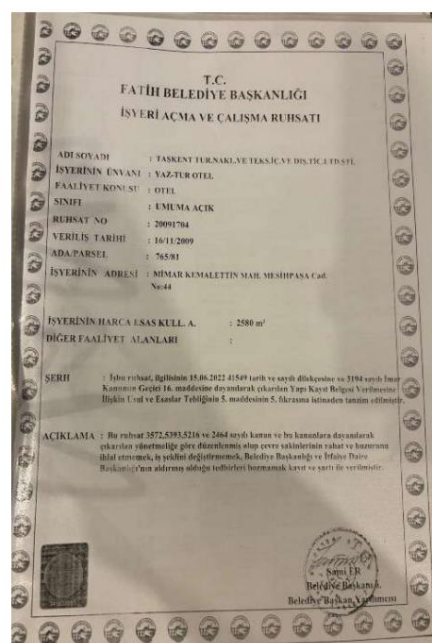 T.C.
FATİH BELEDİYE BAŞKANLIĞI
İŞYERİ AÇMA VE ÇALIŞMA RUHSATI
ADI SOYADI : TAŞKENT TUR.NAKL.VE TEKS.İÇ.VE DIŞ.TİC.LTD ŞTİ.
İŞYERİNİN ÜNVANI : YAZ-TUR OTEL
FAALİYET KONUSU : OTEL
SINIFI : UMUMA AÇIK
RUHSAT NO : 20091704
VERİLİŞ TARİHİ : 16/11/2009
ADA/PARSEL : 765/81
İŞYERİNİN ADRESİ : MİMAR KEMALETTİN MAH. MESİHPAŞA Cad.
No:44
İŞYERİNİN HARCA ESAS KULL. A. : 2580 m²
DİĞER FAALİYET ALANLARI :
ŞERH : İşbu ruhsat, ilgilisinin 15.06.2022 41549 tarih ve sayılı dilekçesine ve 3194 sayılı İmar
Kanunun Geçici 16. maddesine dayanılarak çıkarılan Yapı Kayıt Belgesi Verilmesine
İlişkin Usul ve Esaslar Tebliğinin 5. maddesinin 5. fıkrasına istinaden tanzim edilmiştir.
AÇIKLAMA : Bu ruhsat 3572,5393,5216 ve 2464 sayılı kanun ve bu kanunlara dayanılarak
çıkarılan yönetmeliğe göre düzenlenmiş olup çevre sakinlerinin rahat ve huzurunu
ihlal etmemek, iş şeklini değiştirmemek, Belediye Başkanlığı ve İtfaiye Daire
Başkanlığı'nın aldırmış olduğu tedbirleri bozmamak kayıt ve şartı ile verilmiştir.
Sami ER
Belediye Başkanı a.
Belediye Başkan Yardımcısı